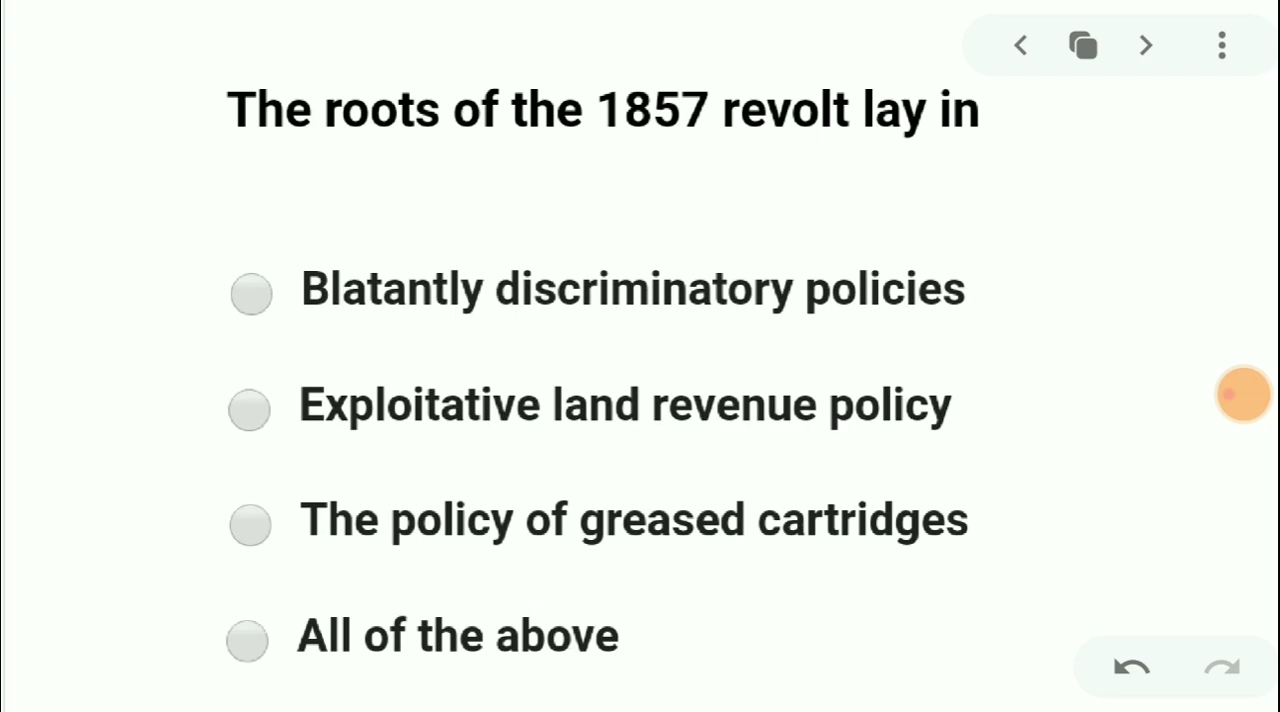 The roots of the 1857 revolt lay in
Blatantly discriminatory policies
Exploitative land revenue policy
The policy of greased cartridges
All of the above